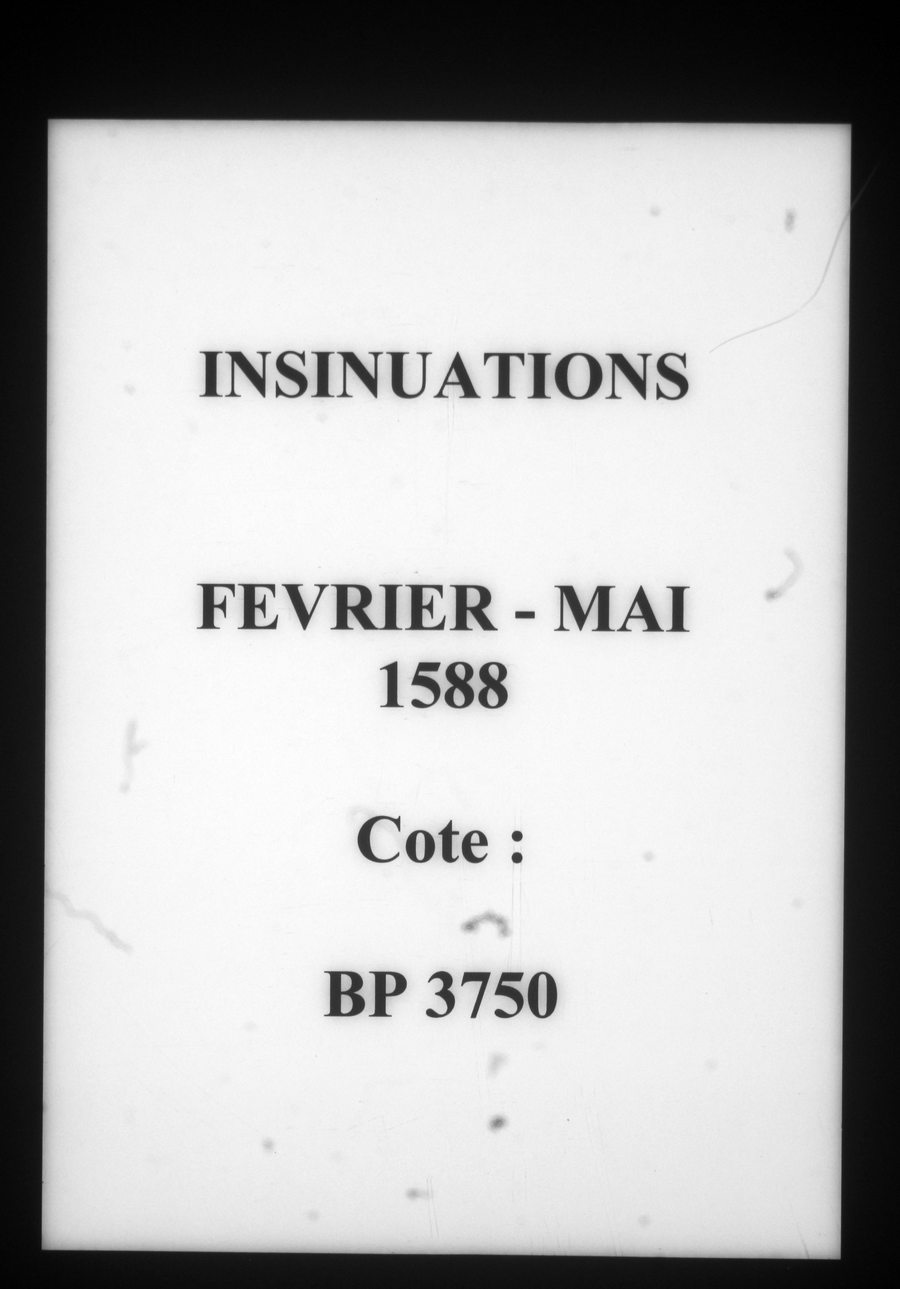 INSINUATIONS
FEVRIER - MAI
1588
Cote :
BP 3750